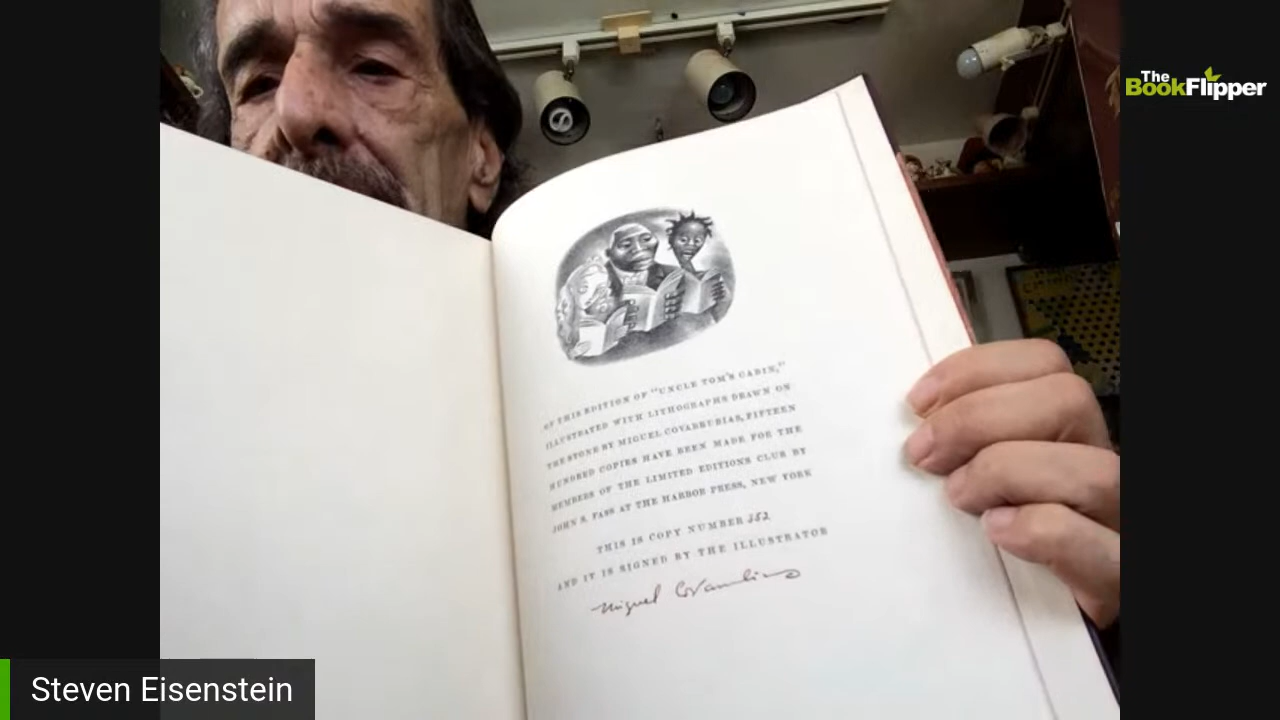 The
BookFlipper
OF THIS EDITION OF "UNCLE TOM'S CABIN,"
ILLUSTRATED WITH LITHOGRAPHS DRAWN ON
THE STONE BY MIGUEL COVARRUBIAS, FIFTEEN
HUNDRED COPIES HAVE BEEN MADE FOR THE
MEMBERS OF THE LIMITED EDITIONS CLUB BY
JOHN S. FASS AT THE HARBOR PRESS, NEW YORK
THIS IS COPY NUMBER
AND IT IS SIGNED BY THE ILLUSTRATOR
Miguel Covarrubias
Steven Eisenstein